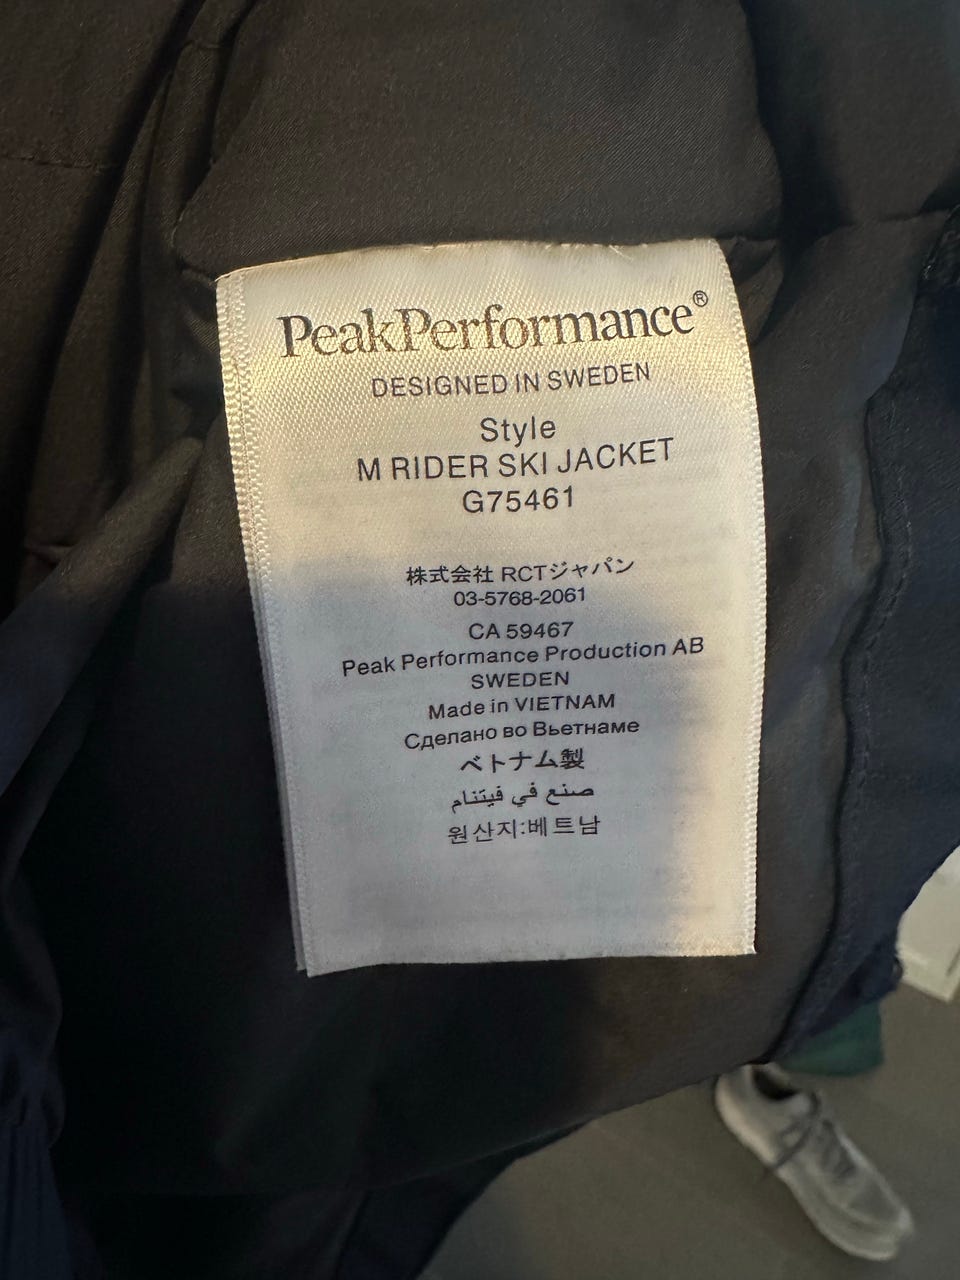 PeakPerformance®
DESIGNED IN SWEDEN
Style
M RIDER SKI JACKET
G75461
株式会社 RCTジャパン
03-5768-2061
CA 59467
Peak Performance Production AB
SWEDEN
Made in VIETNAM
Сделано во Вьетнаме
ベトナム製
صنع في فيتنام
원산지:베트남